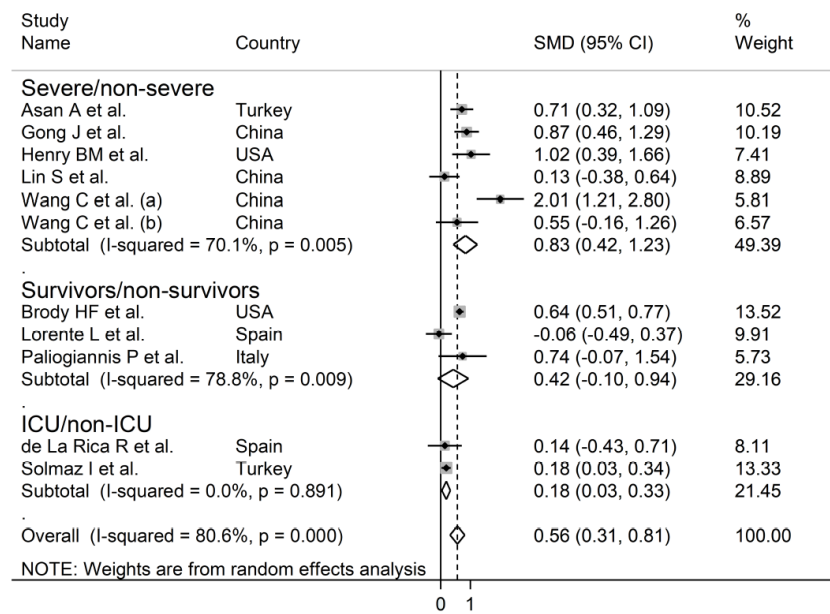 Study %
Name Country SMD (95% CI) Weight
Severe/non-severe
Asan A et al. Turkey 0.71 (0.32, 1.09) 10.52
Gong J et al. China 0.87 (0.46, 1.29) 10.19
Henry BM et al. USA 1.02 (0.39, 1.66) 7.41
Lin S et al. China 0.13 (-0.38, 0.64) 8.89
Wang C et al. (a) China 2.01 (1.21, 2.80) 5.81
Wang C et al. (b) China 0.55 (-0.16, 1.26) 6.57
Subtotal (I-squared = 70.1%, p = 0.005) 0.83 (0.42, 1.23) 49.39
.
Survivors/non-survivors
Brody HF et al. USA 0.64 (0.51, 0.77) 13.52
Lorente L et al. Spain -0.06 (-0.49, 0.37) 9.91
Paliogiannis P et al. Italy 0.74 (-0.07, 1.54) 5.73
Subtotal (I-squared = 78.8%, p = 0.009) 0.42 (-0.10, 0.94) 29.16
.
ICU/non-ICU
de La Rica R et al. Spain 0.14 (-0.43, 0.71) 8.11
Solmaz I et al. Turkey 0.18 (0.03, 0.34) 13.33
Subtotal (I-squared = 0.0%, p = 0.891) 0.18 (0.03, 0.33) 21.45
.
Overall (I-squared = 80.6%, p = 0.000) 0.56 (0.31, 0.81) 100.00
NOTE: Weights are from random effects analysis
0 1